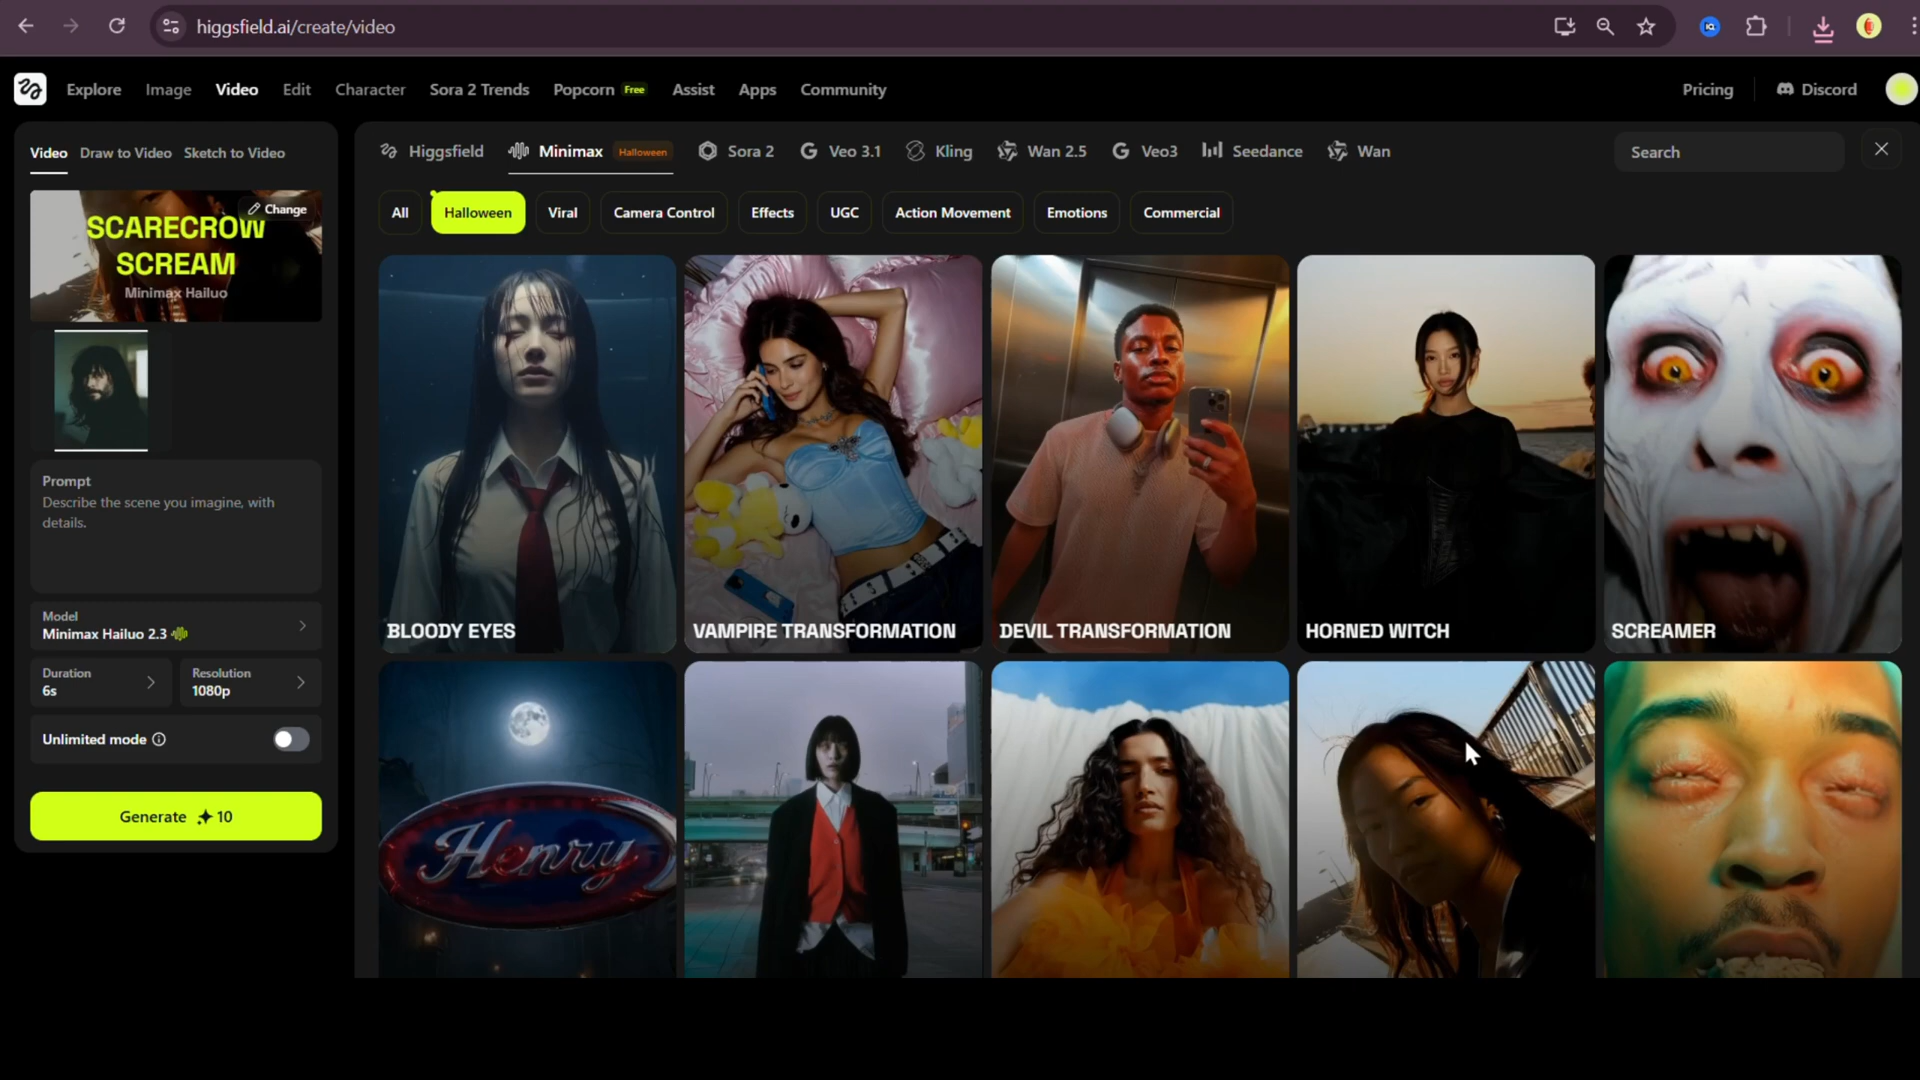 higgsfield.ai/create/video
Explore Image Video Edit Character Sora 2 Trends Popcorn Free Assist Apps Community Pricing Discord
Video Draw to Video Sketch to Video
Change
SCARECROW
SCREAM
Minimax Hailuo
Prompt
Describe the scene you imagine, with
details.
Model
Minimax Hailuo 2.3
Duration
6s
Resolution
1080p
Unlimited mode
Generate 10
Higgsfield Minimax Halloween Sora 2 Veo 3.1 Kling Wan 2.5 Veo3 Seedance Wan Search
All Halloween Viral Camera Control Effects UGC Action Movement Emotions Commercial
BLOODY EYES
VAMPIRE TRANSFORMATION
DEVIL TRANSFORMATION
HORNED WITCH
SCREAMER
Henry